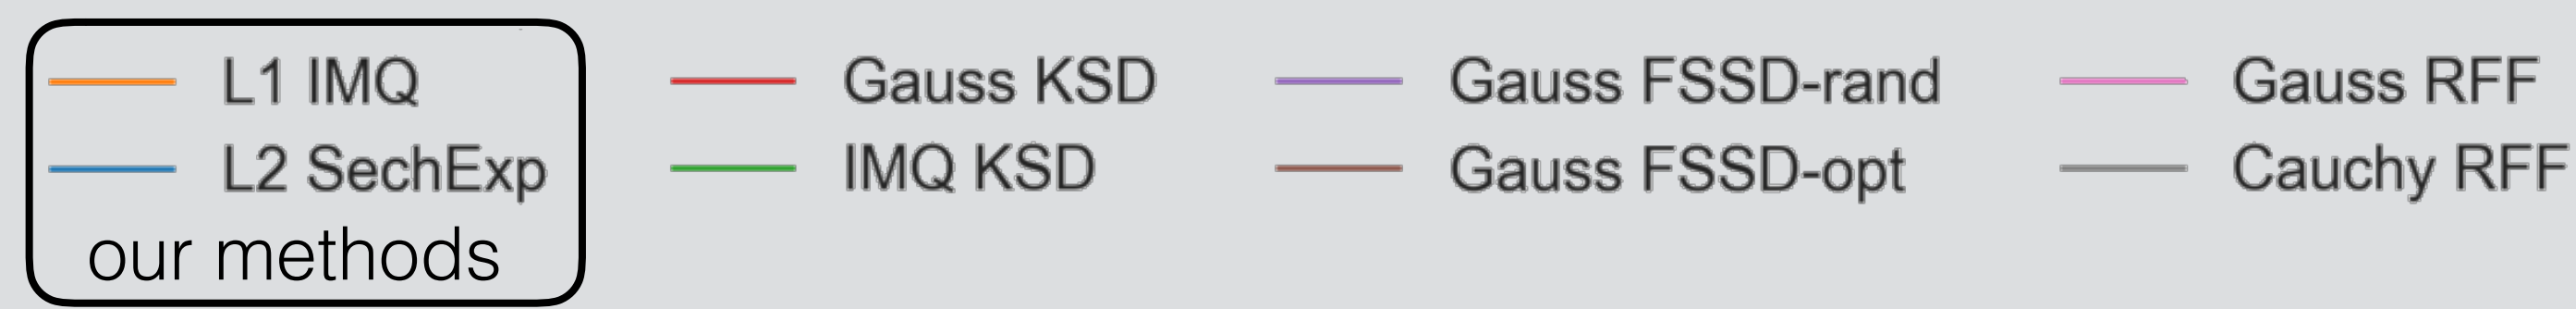 L1 IMQ
L2 SechExp
our methods
Gauss KSD
IMQ KSD
Gauss FSSD-rand
Gauss FSSD-opt
Gauss RFF
Cauchy RFF